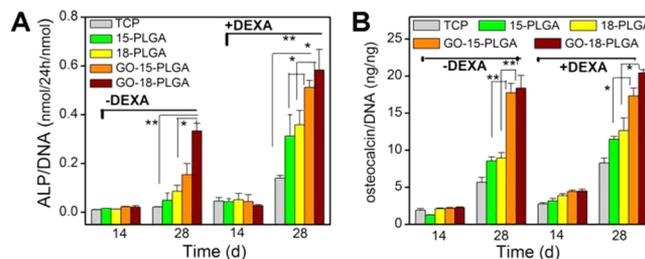 A
TCP
15-PLGA
18-PLGA
GO-15-PLGA
GO-18-PLGA
-DEXA
+DEXA
**
*
**
*
*
*
ALP/DNA (nmol/24h/nmol)
0.8
0.6
0.4
0.2
0.0
14
28
14
28
Time (d)
B
TCP
15-PLGA
18-PLGA
GO-15-PLGA
GO-18-PLGA
-DEXA
+DEXA
**
**
*
*
osteocalcin/DNA (ng/ng)
25
20
15
10
5
0
14
28
14
28
Time (d)